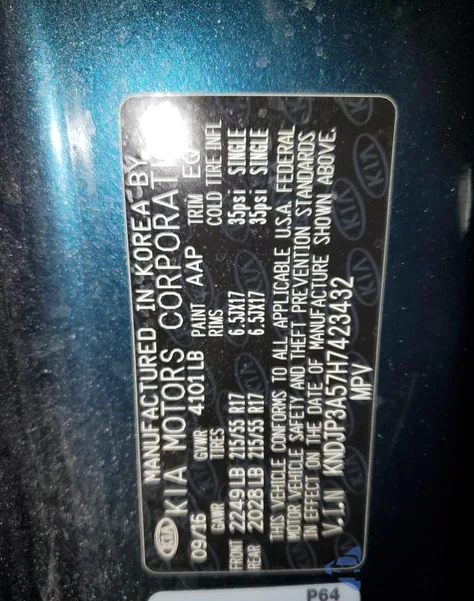 MANUFACTURED IN KOREA BY
KIA KIA MOTORS CORPORATI
09/16 GVWR 4101LB PAINT AAP TRIM EQ
GAWR TIRES RIMS COLD TIRE INFL
FRONT 2249LB 215/55 R17 6.5JX17 35psi SINGLE
REAR 2028LB 215/55 R17 6.5JX17 35psi SINGLE
THIS VEHICLE CONFORMS TO ALL APPLICABLE U.S.A. FEDERAL
MOTOR VEHICLE SAFETY AND THEFT PREVENTION STANDARDS
IN EFFECT ON THE DATE OF MANUFACTURE SHOWN ABOVE.
V.I.N KNDJP3A57H7423432
MPV
P64